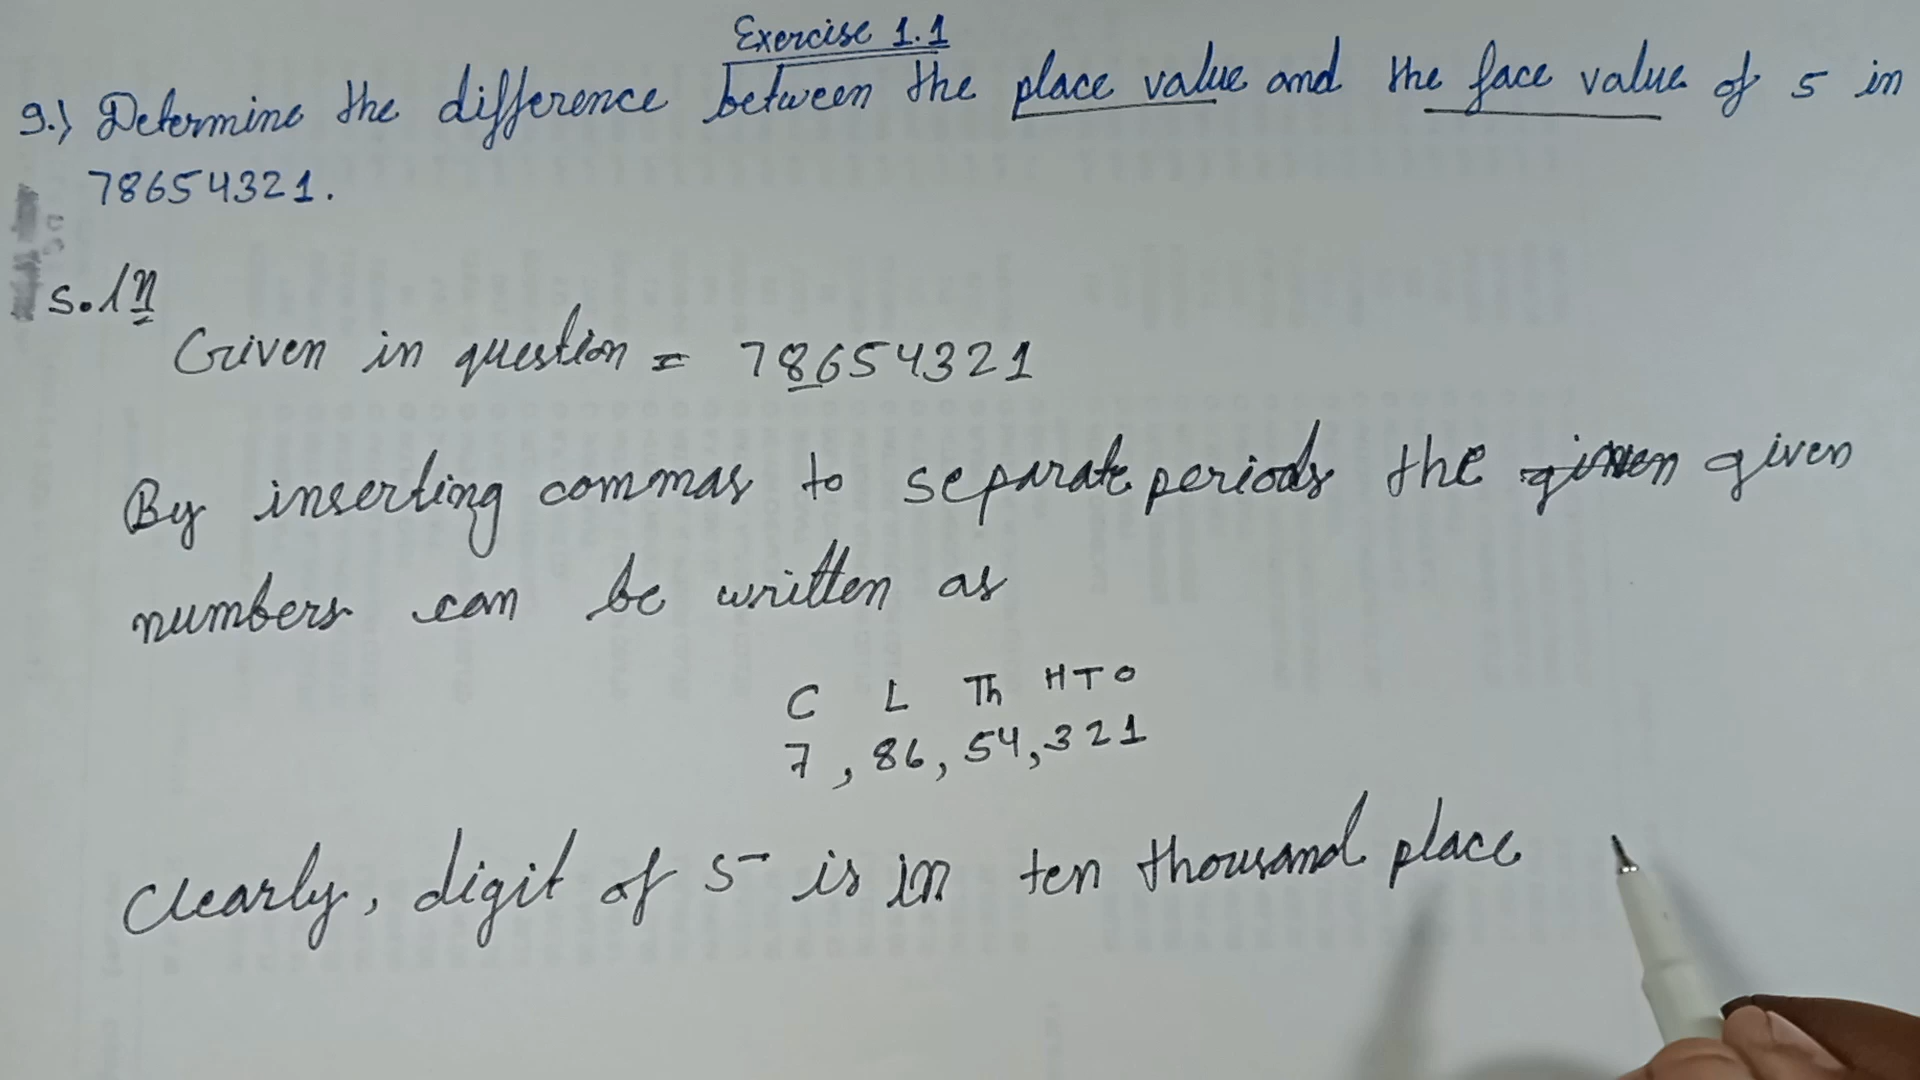 Exercise 1.1
9.) Determine the difference between the place value and the face value of 5 in
78654321.
Soln
Given in question = 78654321
By inserting commas to separate periods the given given
numbers can be written as
C L Th H T O
7, 86, 54, 321
Clearly, digit of 5 is in ten thousand place